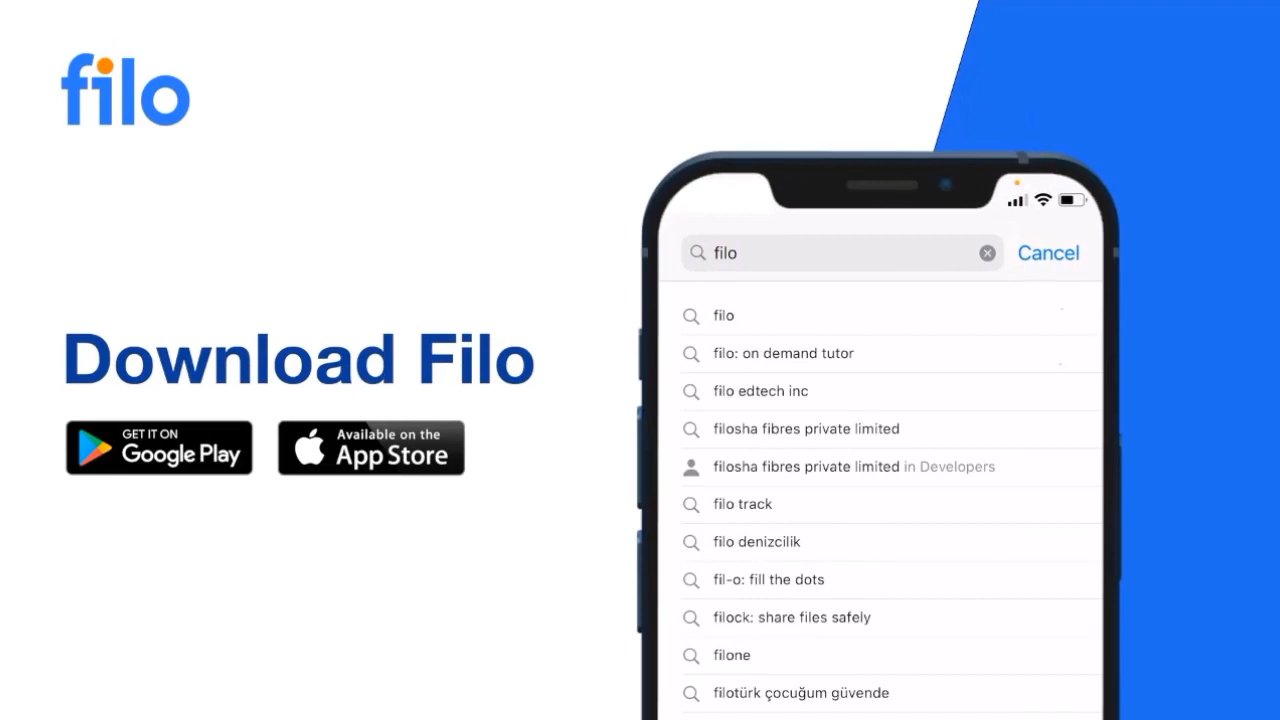 filo
Download Filo
GET IT ON
Google Play
Available on the
App Store
filo
Cancel
filo
filo: on demand tutor
filo edtech inc
filosha fibres private limited
filosha fibres private limited in Developers
filo track
filo denizcilik
fil-o: fill the dots
filock: share files safely
filone
filotürk çocuğum güvende